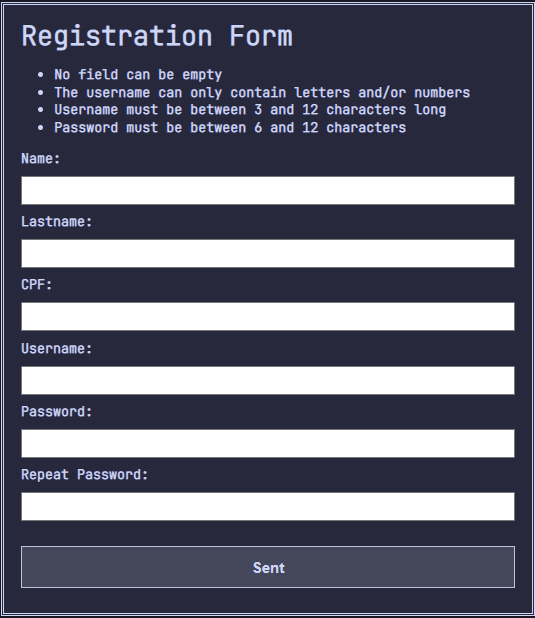 Registration Form
No field can be empty
The username can only contain letters and/or numbers
Username must be between 3 and 12 characters long
Password must be between 6 and 12 characters
Name:
Lastname:
CPF:
Username:
Password:
Repeat Password:
Sent